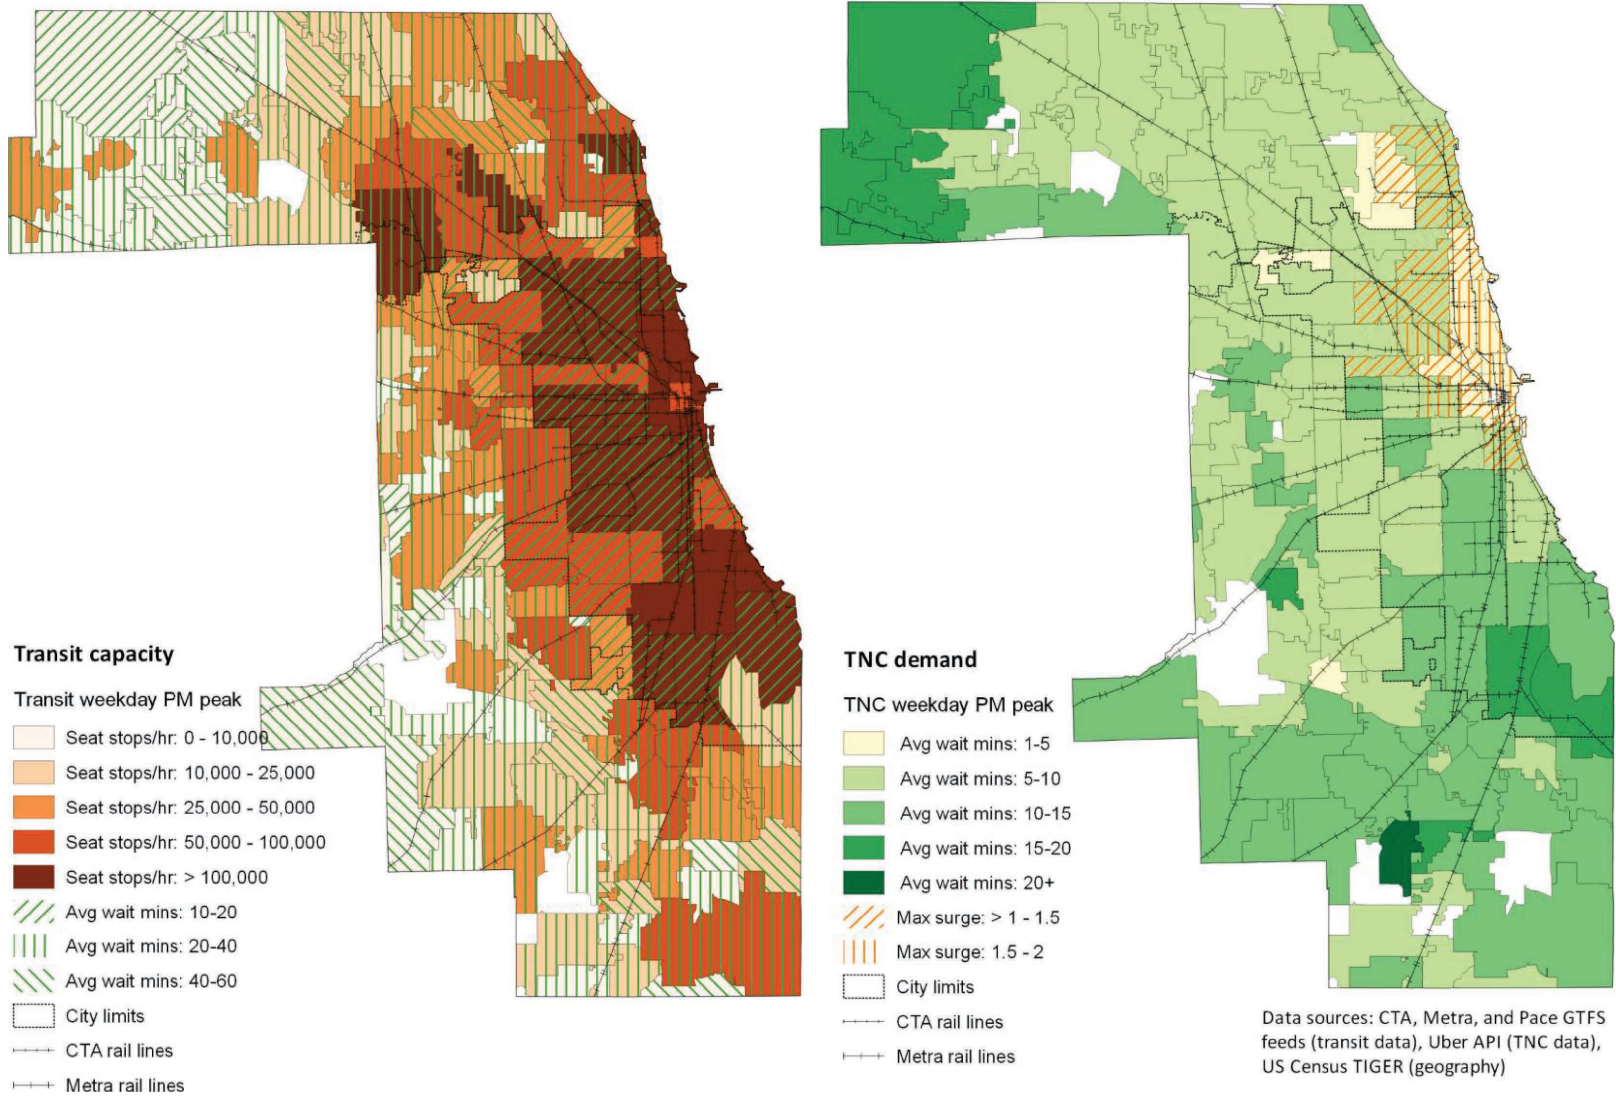 Transit capacity
Transit weekday PM peak
Seat stops/hr: 0 - 10,000
Seat stops/hr: 10,000 - 25,000
Seat stops/hr: 25,000 - 50,000
Seat stops/hr: 50,000 - 100,000
Seat stops/hr: > 100,000
Avg wait mins: 10-20
Avg wait mins: 20-40
Avg wait mins: 40-60
City limits
CTA rail lines
Metra rail lines
TNC demand
TNC weekday PM peak
Avg wait mins: 1-5
Avg wait mins: 5-10
Avg wait mins: 10-15
Avg wait mins: 15-20
Avg wait mins: 20+
Max surge: > 1 - 1.5
Max surge: 1.5 - 2
City limits
CTA rail lines
Metra rail lines
Data sources: CTA, Metra, and Pace GTFS
feeds (transit data), Uber API (TNC data),
US Census TIGER (geography)